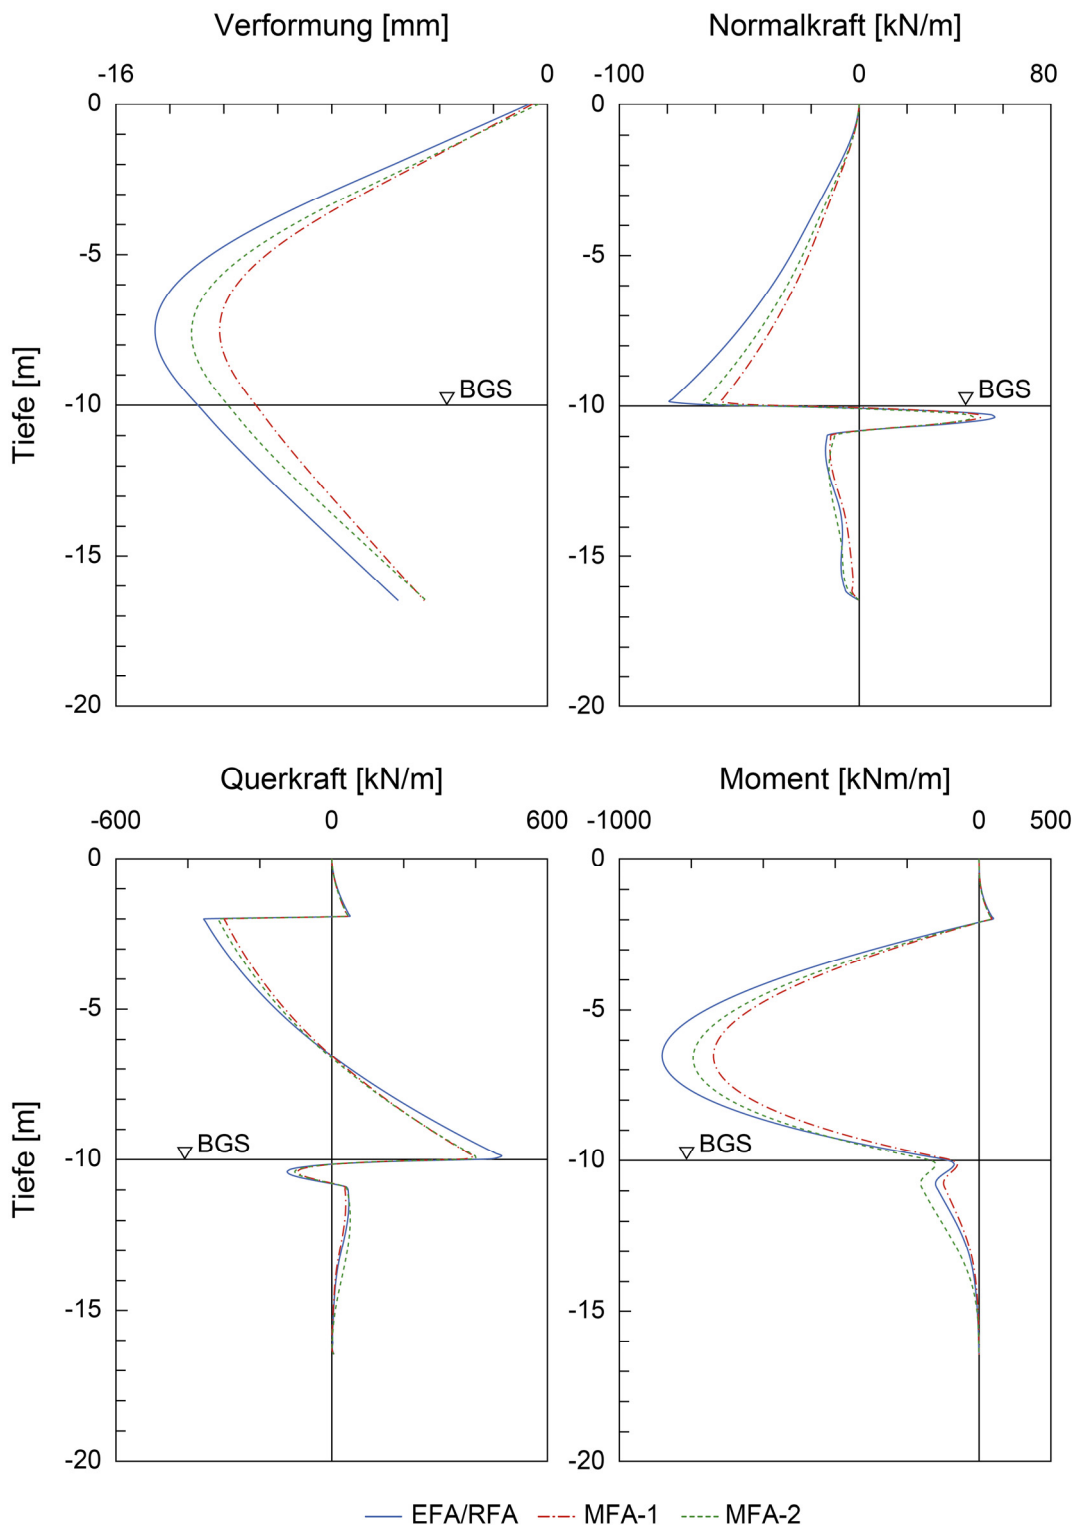 Verformung [mm]
Normalkraft [kN/m]
-16
0
-100
0
80
0
0
-5
-5
Tiefe [m]
BGS
BGS
-10
-10
-15
-15
-20
-20
Querkraft [kN/m]
Moment [kNm/m]
-600
0
600
-1000
0
500
0
0
-5
-5
Tiefe [m]
BGS
BGS
-10
-10
-15
-15
-20
-20
EFA/RFA
MFA-1
MFA-2